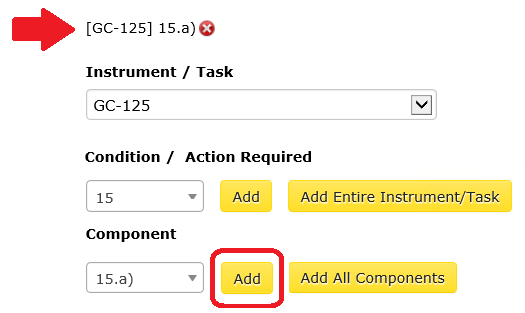 [GC-125] 15.a)
Instrument / Task
GC-125
Condition / Action Required
15 Add Add Entire Instrument/Task
Component
15.a) Add Add All Components